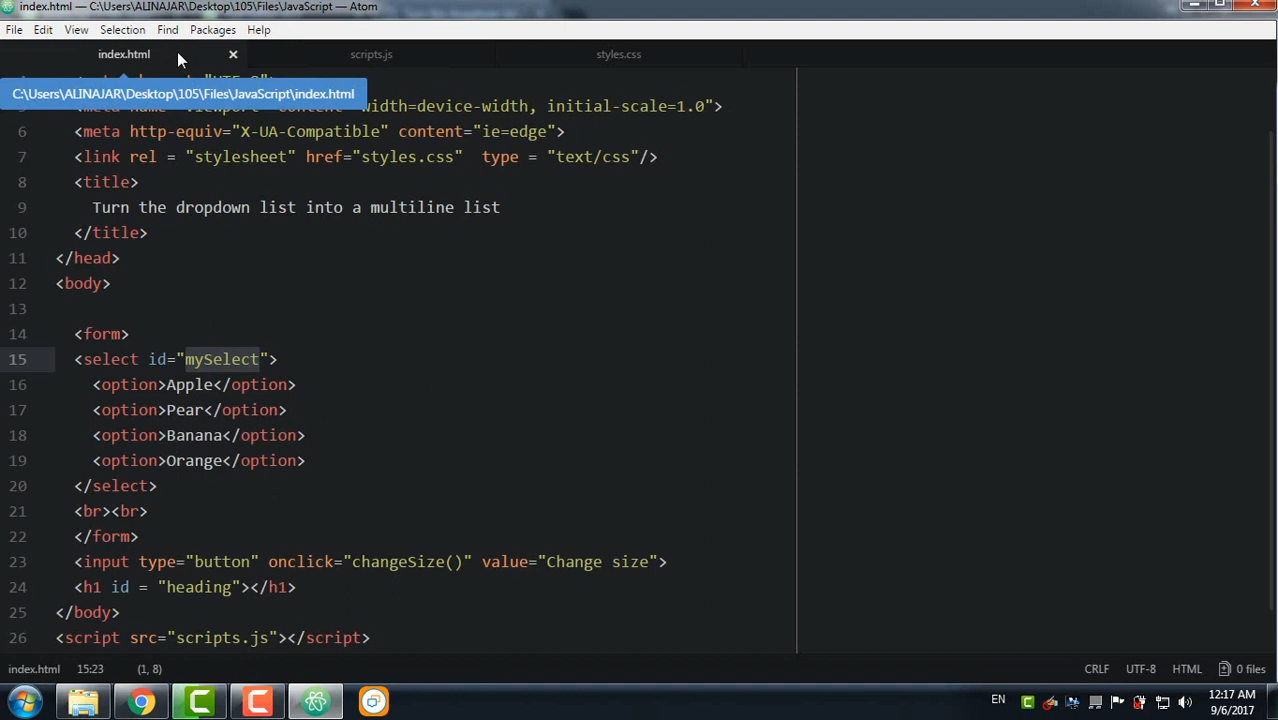 index.html — C:\Users\ALINAJAR\Desktop\105\Files\JavaScript — Atom
File Edit View Selection Find Packages Help
index.html scripts.js styles.css
C:\Users\ALINAJAR\Desktop\105\Files\JavaScript\index.html
width=device-width, initial-scale=1.0">
6 <meta http-equiv="X-UA-Compatible" content="ie=edge">
7 <link rel = "stylesheet" href="styles.css" type = "text/css"/>
8 <title>
9 Turn the dropdown list into a multiline list
10 </title>
11 </head>
12 <body>
13
14 <form>
15 <select id="mySelect">
16 <option>Apple</option>
17 <option>Pear</option>
18 <option>Banana</option>
19 <option>Orange</option>
20 </select>
21 <br><br>
22 </form>
23 <input type="button" onclick="changeSize()" value="Change size">
24 <h1 id = "heading"></h1>
25 </body>
26 <script src="scripts.js"></script>
index.html 15:23 (1, 8) CRLF UTF-8 HTML 0 files
EN 12:17 AM
9/6/2017